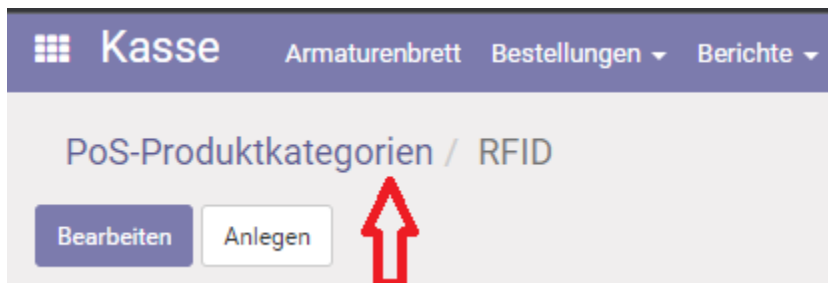 Kasse Armaturenbrett Bestellungen Berichte
PoS-Produktkategorien / RFID
Bearbeiten Anlegen